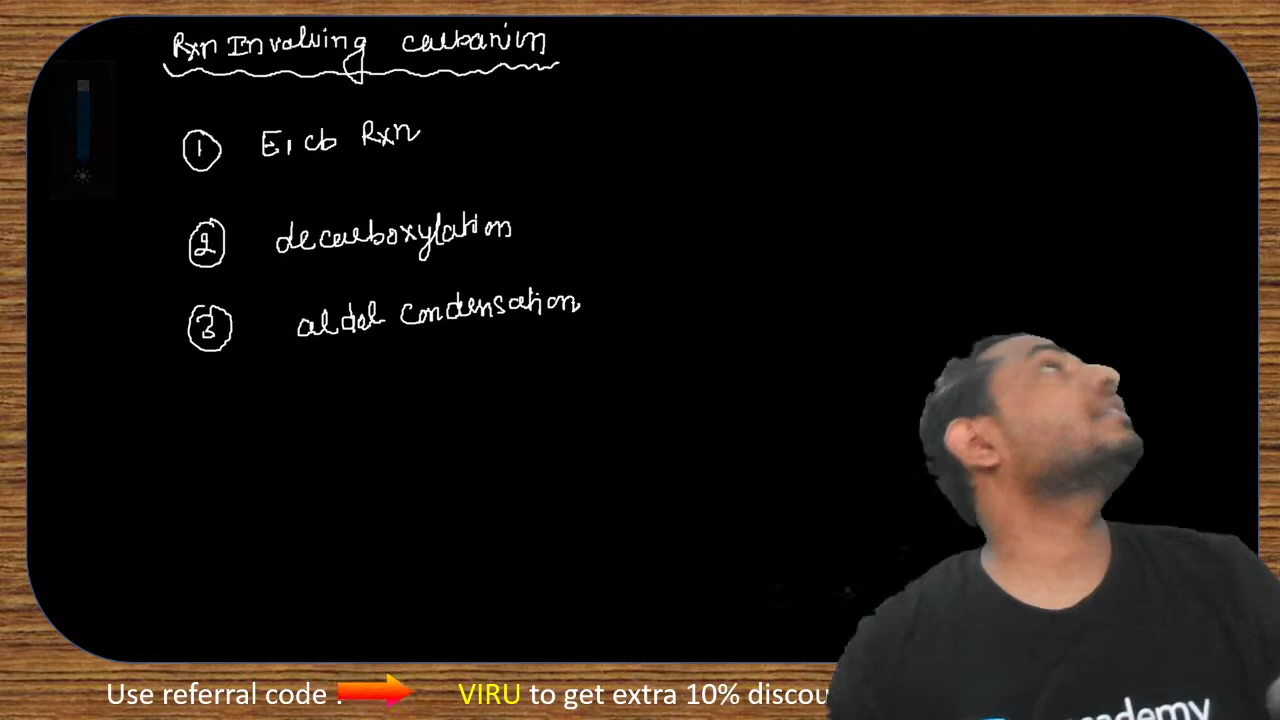 Rxn Involving carbanion
① E1cb Rxn
② decarboxylation
③ aldol condensation
Use referral code : VIRU to get extra 10% discou
ademy